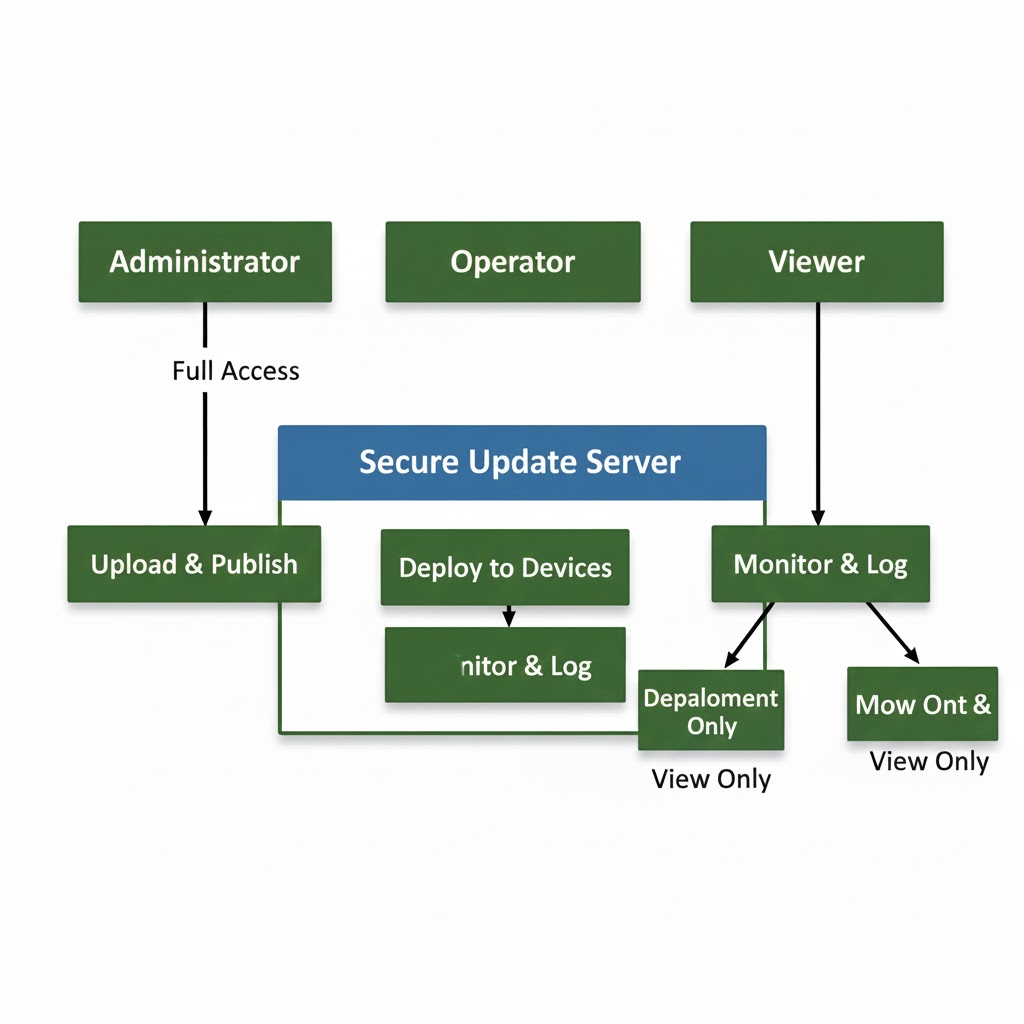 Administrator
Operator
Viewer
Full Access
Secure Update Server
Upload & Publish
Deploy to Devices
Monitor & Log
nitor & Log
Depaloment
Only
Mow Ont &
View Only
View Only